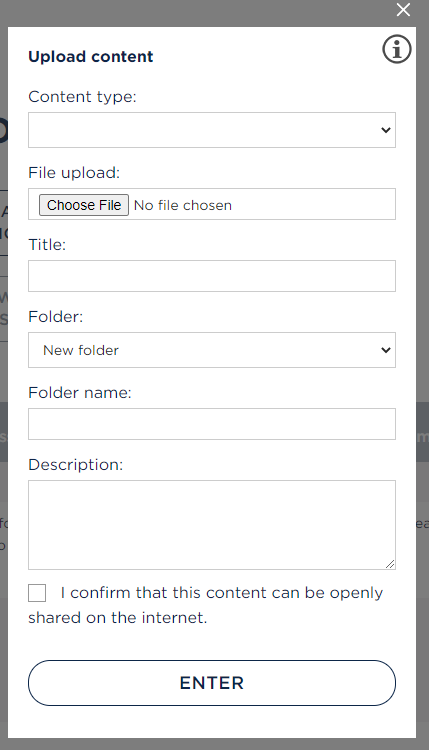 Upload content
Content type:
File upload:
Choose File No file chosen
Title:
Folder:
New folder
Folder name:
Description:
I confirm that this content can be openly
shared on the internet.
ENTER